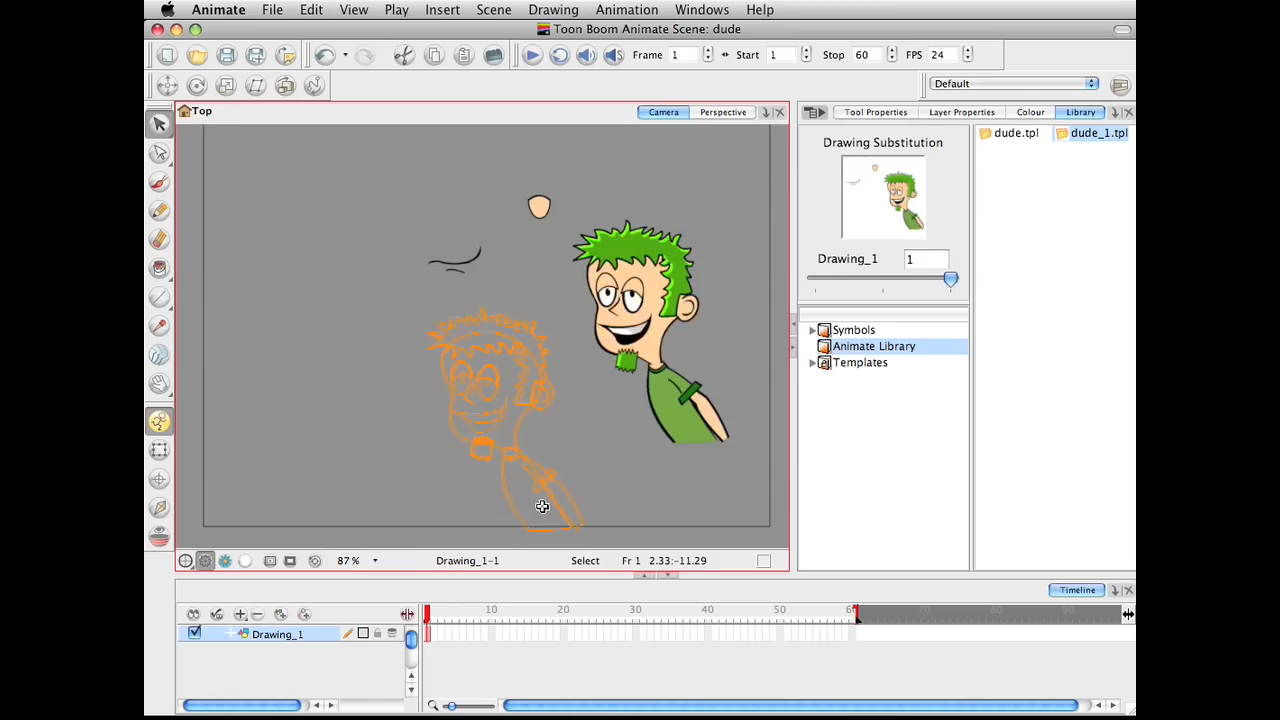 Animate File Edit View Play Insert Scene Drawing Animation Windows Help
Toon Boom Animate Scene: dude
Frame 1 Start 1 Stop 60 FPS 24
Default
Top Camera Perspective
Tool Properties Layer Properties Colour Library
Drawing Substitution
dude.tpl dude_1.tpl
Drawing_1 1
Symbols
Animate Library
Templates
87% Drawing_1-1 Select Fr 1 2.33:-11.29
Timeline
10 20 30 40 50 60 70 80 90
Drawing_1